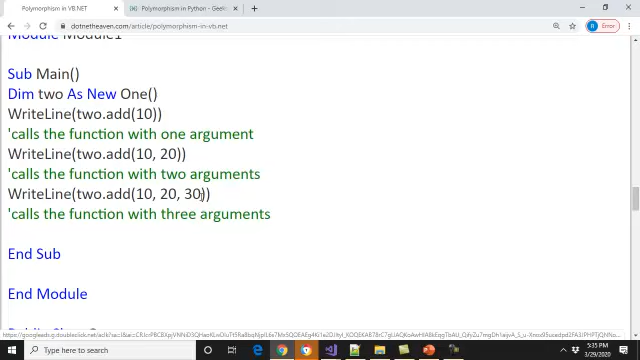 Polymorphism in VB.NET
Polymorphism in Python - Geek
dotnetheaven.com/article/polymorphism-in-vb.net
Error
Module Module1
Sub Main()
Dim two As New One()
WriteLine(two.add(10))
'calls the function with one argument
WriteLine(two.add(10, 20))
'calls the function with two arguments
WriteLine(two.add(10, 20, 30))
'calls the function with three arguments
End Sub
End Module
Type here to search
5:35 PM
3/29/2020